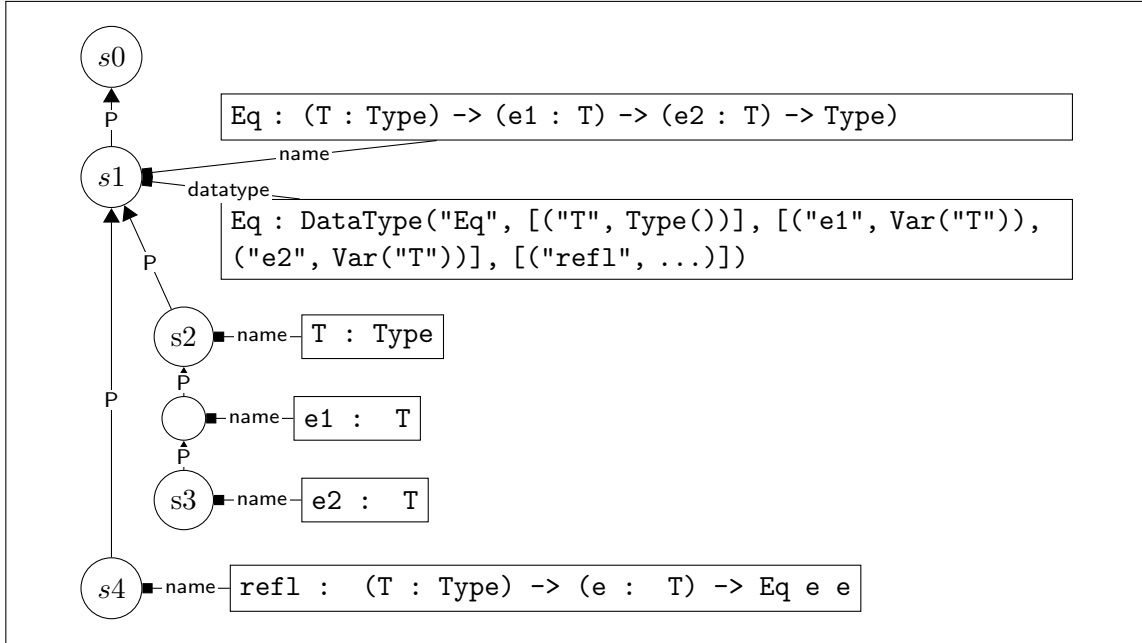 s0
P
Eq : (T : Type) -> (e1 : T) -> (e2 : T) -> Type)
name
s1
datatype
Eq : DataType("Eq", [("T", Type())], [("e1", Var("T")),
("e2", Var("T"))], [("refl", ...)])
P
s2 name T : Type
P
P
name e1 : T
P
s3 name e2 : T
s4 name refl : (T : Type) -> (e : T) -> Eq e e